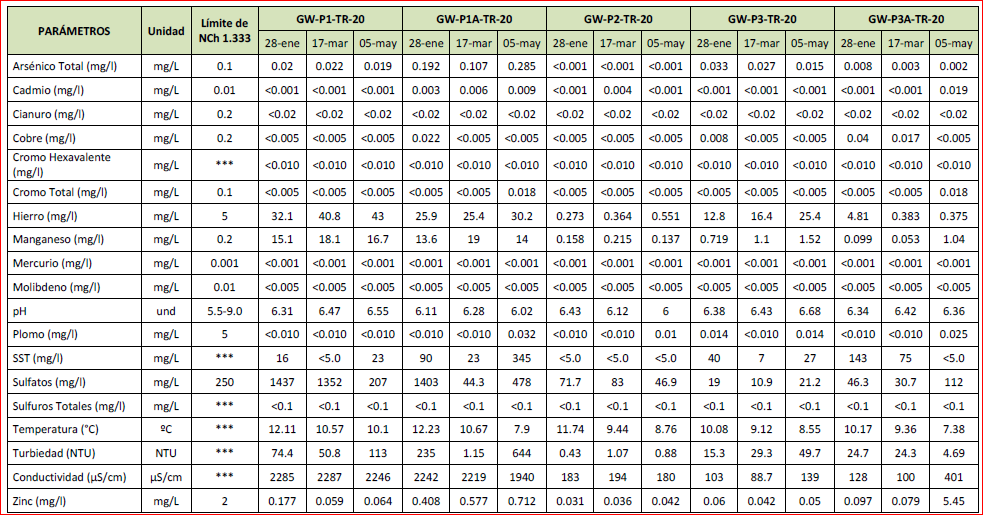 PARÁMETROS Unidad Límite de NCh 1.333 GW-P1-TR-20 GW-P1A-TR-20 GW-P2-TR-20 GW-P3-TR-20 GW-P3A-TR-20
28-ene 17-mar 05-may 28-ene 17-mar 05-may 28-ene 17-mar 05-may 28-ene 17-mar 05-may 28-ene 17-mar 05-may
Arsénico Total (mg/l) mg/L 0.1 0.02 0.022 0.019 0.192 0.107 0.285 <0.001 <0.001 <0.001 0.033 0.027 0.015 0.008 0.003 0.002
Cadmio (mg/l) mg/L 0.01 <0.001 <0.001 <0.001 0.003 0.006 0.009 <0.001 0.004 <0.001 <0.001 <0.001 <0.001 <0.001 <0.001 0.019
Cianuro (mg/l) mg/L 0.2 <0.02 <0.02 <0.02 <0.02 <0.02 <0.02 <0.02 <0.02 <0.02 <0.02 <0.02 <0.02 <0.02 <0.02 <0.02
Cobre (mg/l) mg/L 0.2 <0.005 <0.005 <0.005 0.022 <0.005 <0.005 <0.005 <0.005 <0.005 0.008 <0.005 <0.005 0.04 0.017 <0.005
Cromo Hexavalente (mg/l) mg/L *** <0.010 <0.010 <0.010 <0.010 <0.010 <0.010 <0.010 <0.010 <0.010 <0.010 <0.010 <0.010 <0.010 <0.010 <0.010
Cromo Total (mg/l) mg/L 0.1 <0.005 <0.005 <0.005 <0.005 <0.005 0.018 <0.005 <0.005 <0.005 <0.005 <0.005 <0.005 <0.005 <0.005 0.018
Hierro (mg/l) mg/L 5 32.1 40.8 43 25.9 25.4 30.2 0.273 0.364 0.551 12.8 16.4 25.4 4.81 0.383 0.375
Manganeso (mg/l) mg/L 0.2 15.1 18.1 16.7 13.6 19 14 0.158 0.215 0.137 0.719 1.1 1.52 0.099 0.053 1.04
Mercurio (mg/l) mg/L 0.001 <0.001 <0.001 <0.001 <0.001 <0.001 <0.001 <0.001 <0.001 <0.001 <0.001 <0.001 <0.001 <0.001 <0.001 <0.001
Molibdeno (mg/l) mg/L 0.01 <0.005 <0.005 <0.005 <0.005 <0.005 <0.005 <0.005 <0.005 <0.005 <0.005 <0.005 <0.005 <0.005 <0.005 <0.005
pH und 5.5-9.0 6.31 6.47 6.55 6.11 6.28 6.02 6.43 6.12 6 6.38 6.43 6.68 6.34 6.42 6.36
Plomo (mg/l) mg/L 5 <0.010 <0.010 <0.010 <0.010 <0.010 0.032 <0.010 <0.010 0.01 0.014 <0.010 0.014 <0.010 <0.010 0.025
SST (mg/l) mg/L *** 16 <5.0 23 90 23 345 <5.0 <5.0 <5.0 40 7 27 143 75 <5.0
Sulfatos (mg/l) mg/L 250 1437 1352 207 1403 44.3 478 71.7 83 46.9 19 10.9 21.2 46.3 30.7 112
Sulfuros Totales (mg/l) mg/L *** <0.1 <0.1 <0.1 <0.1 <0.1 <0.1 <0.1 <0.1 <0.1 <0.1 <0.1 <0.1 <0.1 <0.1 <0.1
Temperatura (°C) ºC *** 12.11 10.57 10.1 12.23 10.67 7.9 11.74 9.44 8.76 10.08 9.12 8.55 10.17 9.36 7.38
Turbiedad (NTU) NTU *** 74.4 50.8 113 235 1.15 644 0.43 1.07 0.88 15.3 29.3 49.7 24.7 24.3 4.69
Conductividad (µS/cm) µS/cm *** 2285 2287 2246 2242 2219 1940 183 194 180 103 88.7 139 128 100 401
Zinc (mg/l) mg/L 2 0.177 0.059 0.064 0.408 0.577 0.712 0.031 0.036 0.042 0.06 0.042 0.05 0.097 0.079 5.45